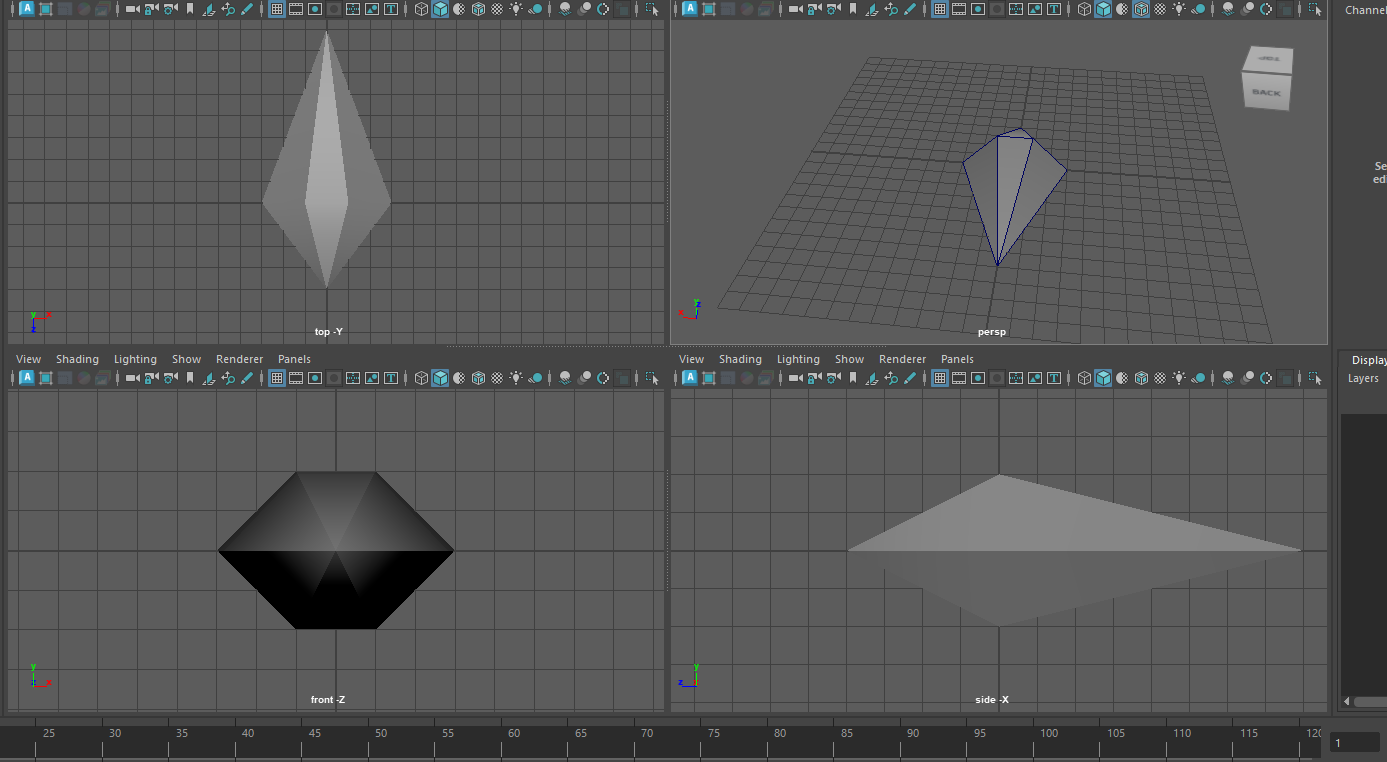 Channel
TOP
BACK
Se
edi
y
x
z
top -Y
z
x
persp
View Shading Lighting Show Renderer Panels
View Shading Lighting Show Renderer Panels
Display
Layers
y
z
x
front -Z
y
z
side -X
25 30 35 40 45 50 55 60 65 70 75 80 85 90 95 100 105 110 115 120
1